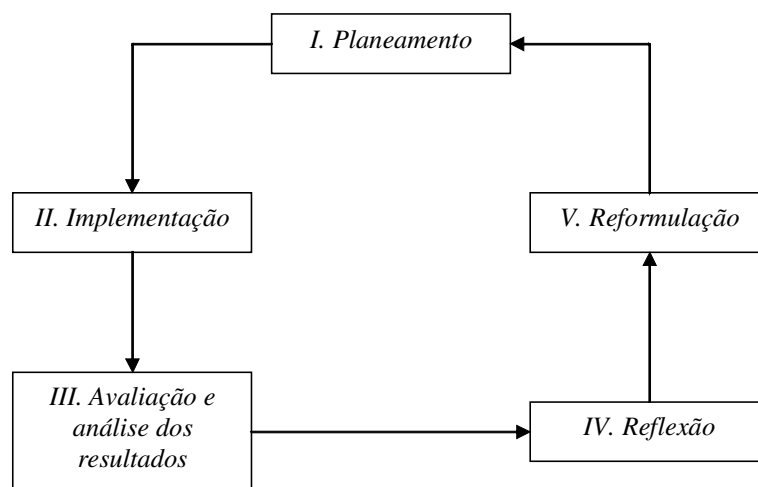 I. Planeamento
II. Implementação
V. Reformulação
III. Avaliação e
análise dos
resultados
IV. Reflexão